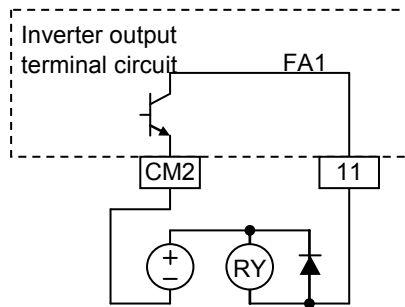 Inverter output
terminal circuit
FA1
CM2
11
+
–
RY